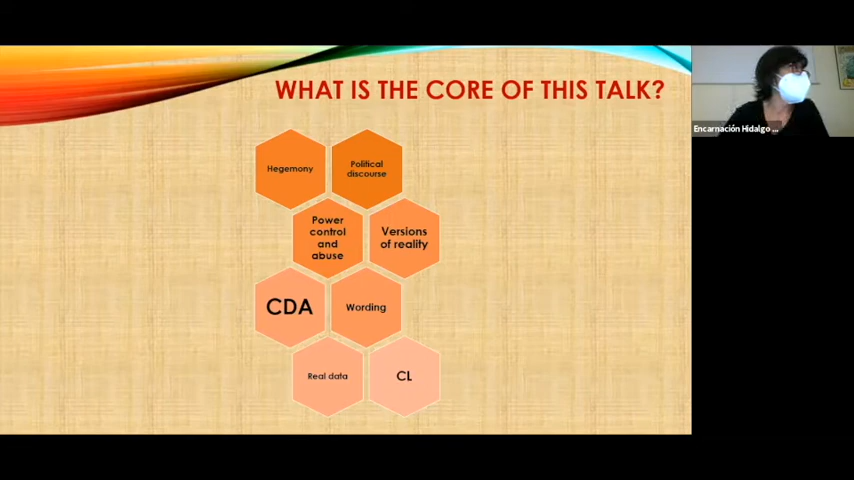 WHAT IS THE CORE OF THIS TALK?
Hegemony
Political
discourse
Power
control
and
abuse
Versions
of reality
CDA
Wording
Real data
CL
Encarnación Hidalgo ...